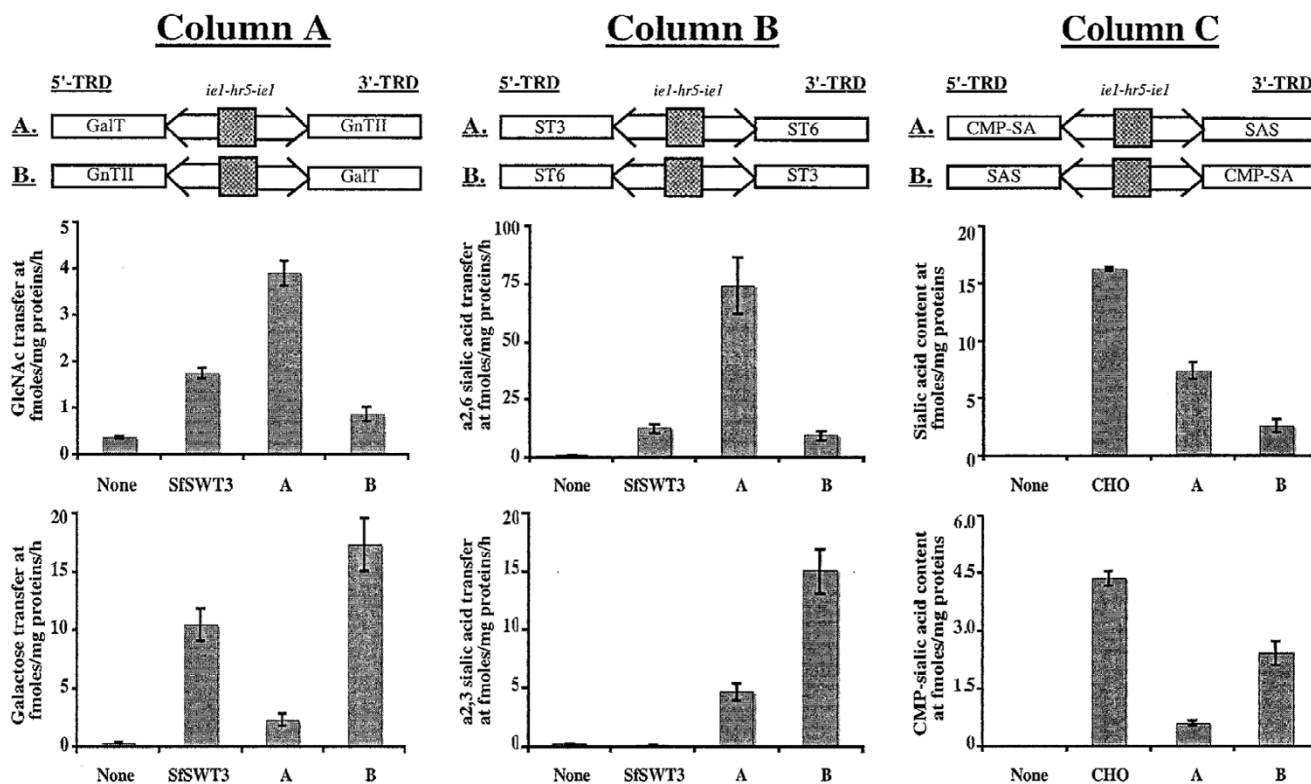 Column A
5'-TRD ie1-hr5-ie1 3'-TRD
A. GalT GnTII
B. GnTII GalT
GlcNAc transfer at
fmoles/mg proteins/h
5
4
3
2
1
0
None SfSWT3 A B
Galactose transfer at
fmoles/mg proteins/h
20
15
10
5
0
None SfSWT3 A B
Column B
5'-TRD ie1-hr5-ie1 3'-TRD
A. ST3 ST6
B. ST6 ST3
a2,6 sialic acid transfer
at fmoles/mg proteins/h
100
75
50
25
0
None SfSWT3 A B
a2,3 sialic acid transfer
at fmoles/mg proteins/h
20
15
10
5
0
None SfSWT3 A B
Column C
5'-TRD ie1-hr5-ie1 3'-TRD
A. CMP-SA SAS
B. SAS CMP-SA
Sialic acid content at
fmoles/mg proteins
20
15
10
5
0
None CHO A B
CMP-sialic acid content
at fmoles/mg proteins
6.0
4.5
3.0
1.5
0
None CHO A B